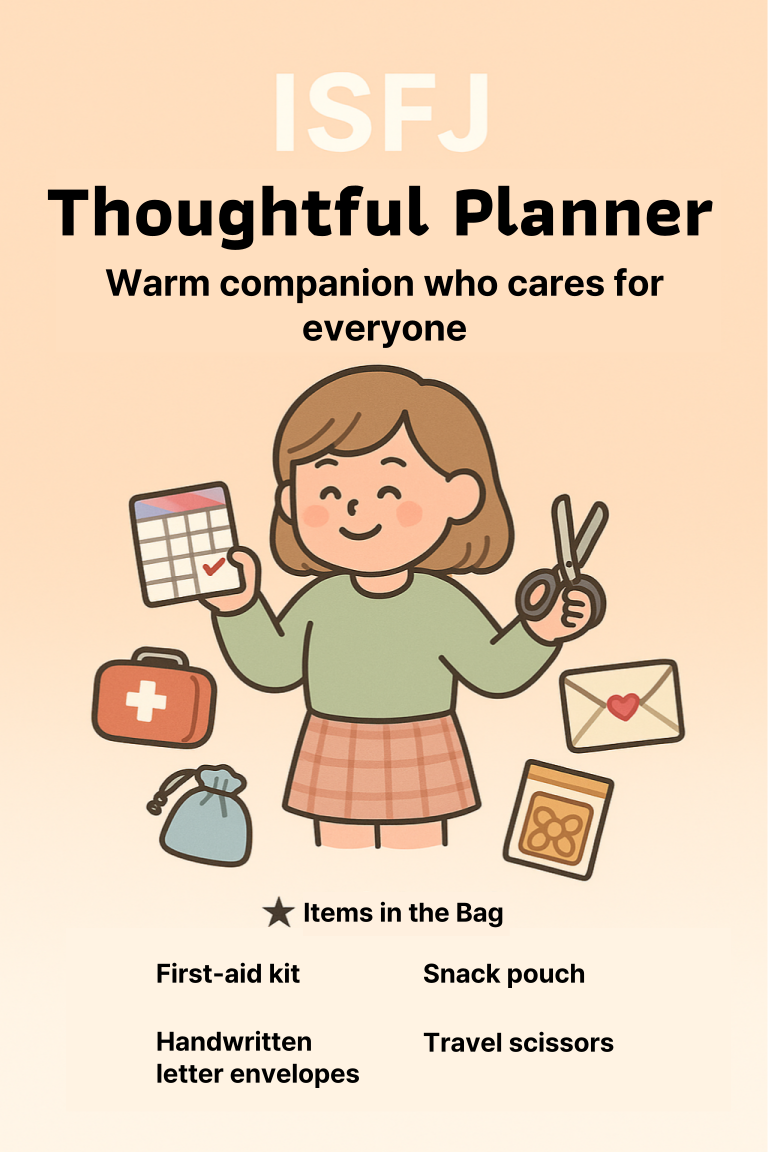 ISFJ
Thoughtful Planner
Warm companion who cares for
everyone
★ Items in the Bag
First-aid kit
Snack pouch
Handwritten
letter envelopes
Travel scissors